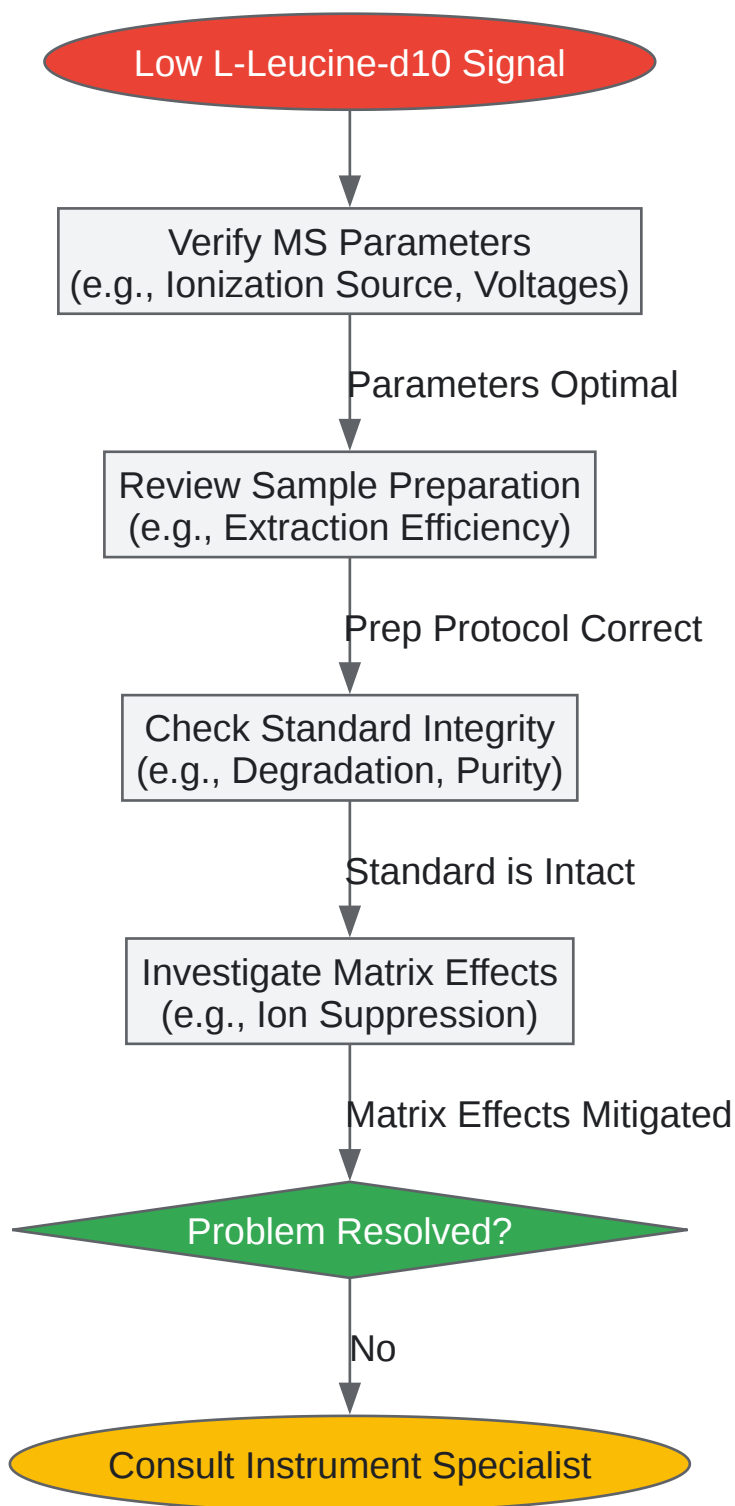 Low L-Leucine-d10 Signal
Verify MS Parameters
(e.g., Ionization Source, Voltages)
Parameters Optimal
Review Sample Preparation
(e.g., Extraction Efficiency)
Prep Protocol Correct
Check Standard Integrity
(e.g., Degradation, Purity)
Standard is Intact
Investigate Matrix Effects
(e.g., Ion Suppression)
Matrix Effects Mitigated
Problem Resolved?
No
Consult Instrument Specialist